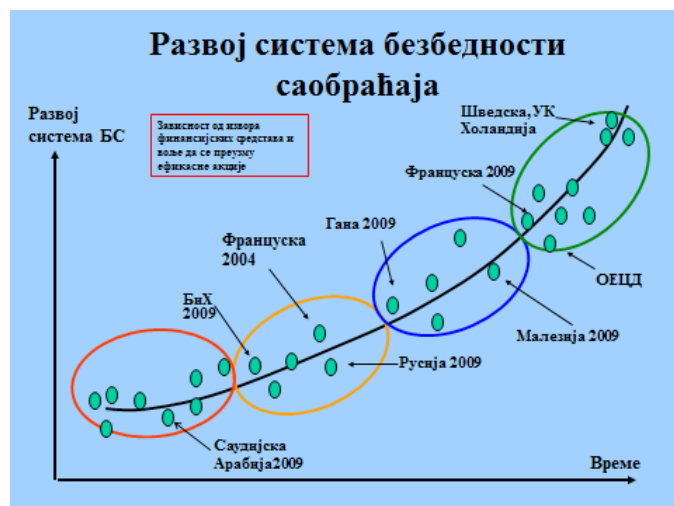 Развој система безбедности
саобраћаја
Развој
система БС
Зависност од извора
финансијских средстава и
воље да се преузму
ефикасне акције
Шведска,УК
Холандија
Француска 2009
Гана 2009
Француска
2004
БиХ
2009
ОЕЦД
Малезија 2009
Русија 2009
Саудијска
Арабија2009
Време